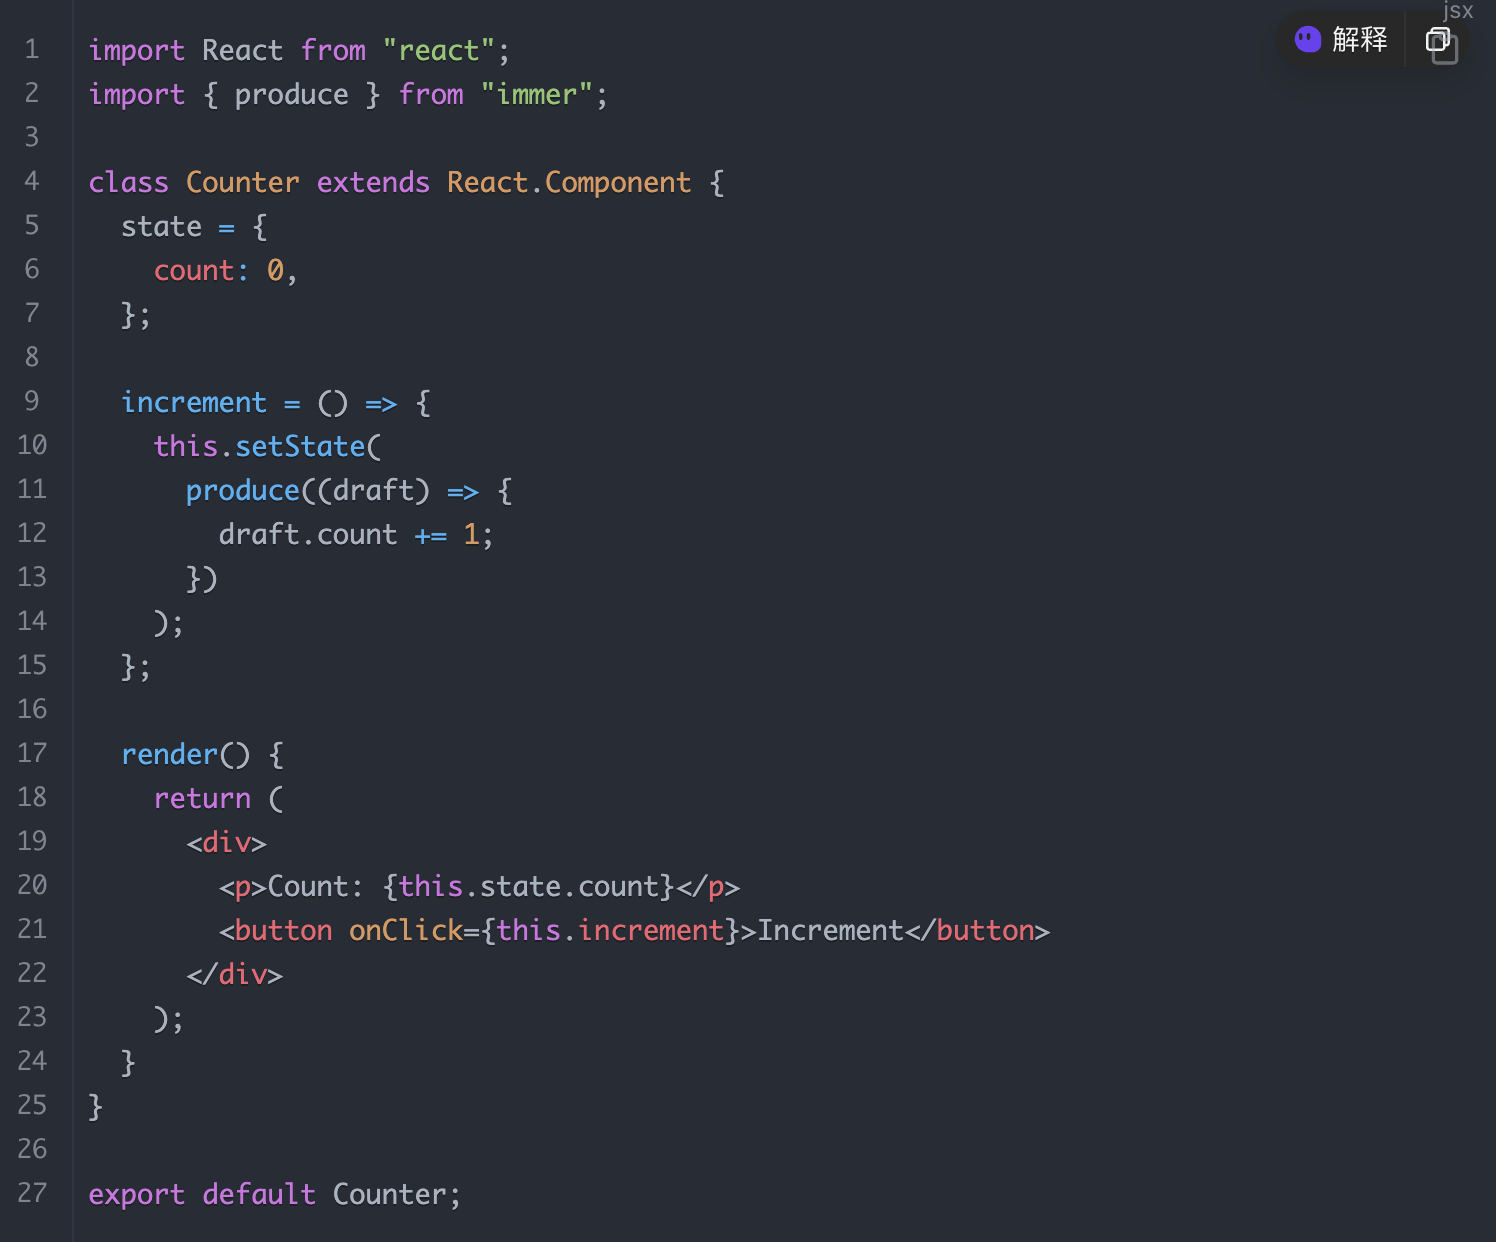 jsx
解释
1 import React from "react";
2 import { produce } from "immer";
3
4 class Counter extends React.Component {
5   state = {
6     count: 0,
7   };
8
9   increment = () => {
10     this.setState(
11       produce((draft) => {
12         draft.count += 1;
13       })
14     );
15   };
16
17   render() {
18     return (
19       <div>
20         <p>Count: {this.state.count}</p>
21         <button onClick={this.increment}>Increment</button>
22       </div>
23     );
24   }
25 }
26
27 export default Counter;